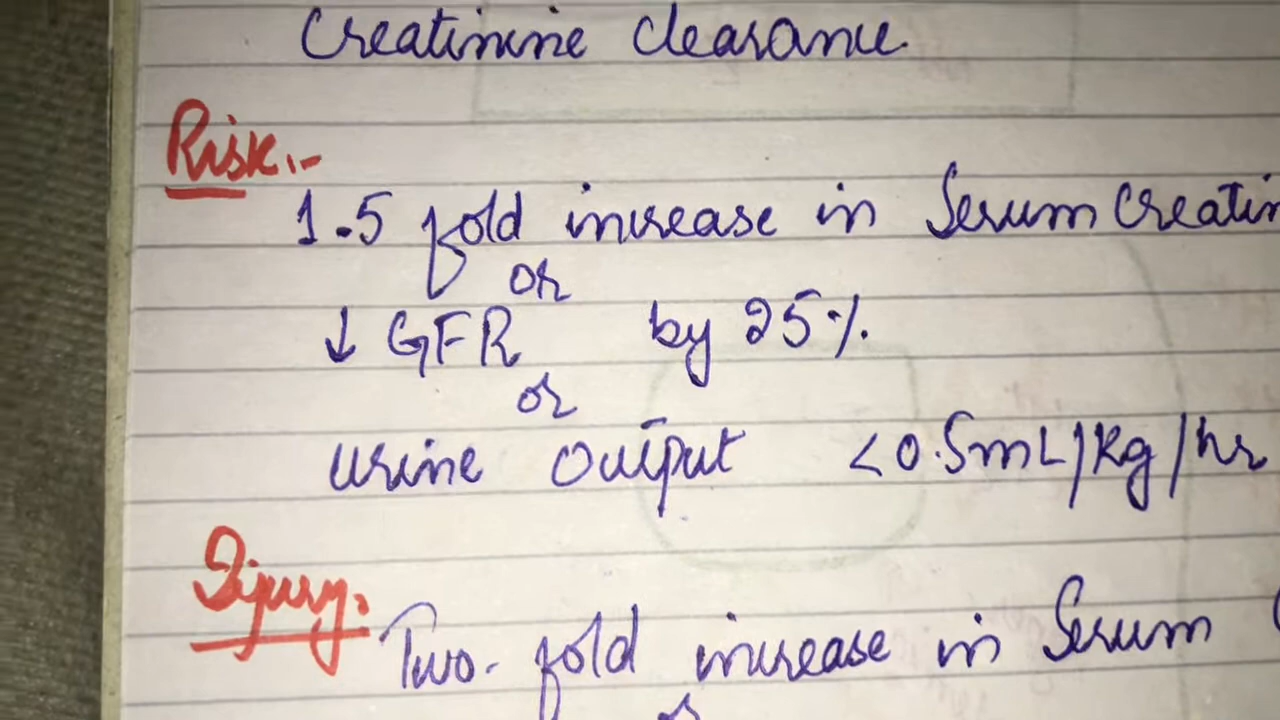 Creatinine Clearance.
Risk:-
1.5 fold increase in Serum Creatin
or
↓ GFR by 25%.
or
urine output <0.5mL/kg/hr
Injury:
Two-fold increase in Serum
or